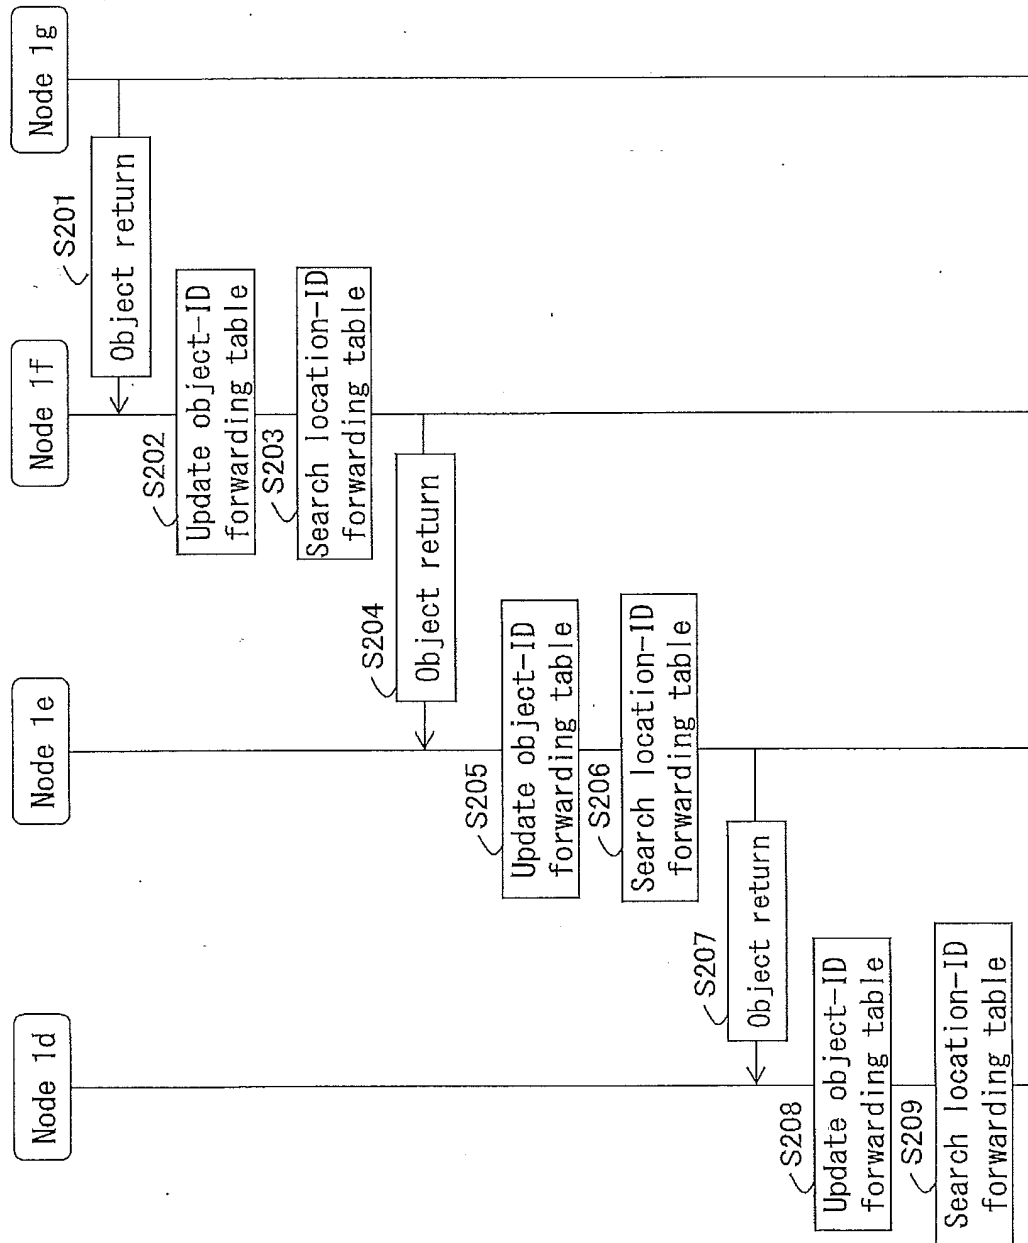 Node 1d
Node 1e
Node 1f
Node 1g
S201
Object return
S202
Update object-ID
forwarding table
S203
Search location-ID
forwarding table
S204
Object return
S205
Update object-ID
forwarding table
S206
Search location-ID
forwarding table
S207
Object return
S208
Update object-ID
forwarding table
S209
Search location-ID
forwarding table